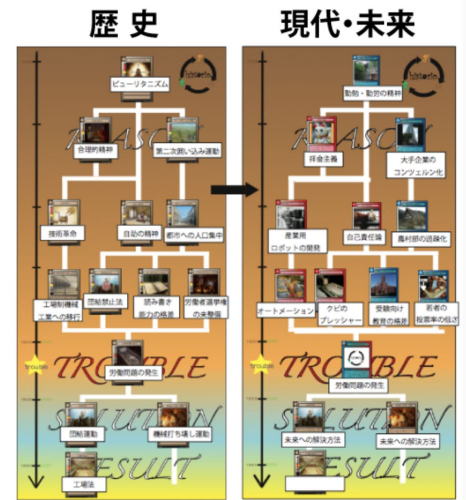 歴史
現代・未来
historio
ピューリタニズム
REASON
合理的精神
第二次囲い込み運動
技術革命
自助の精神
都市への人口集中
工場制機械
工業への移行
団結禁止法
読み書き
能力の格差
労働者選挙権
の未整備
trouble
TROUBLE
労働問題の発生
SOLUTION
団結運動
機械打ち壊し運動
RESULT
工場法
historio
勤勉・勤労の精神
REASON
拝金主義
大手企業の
コンツェルン化
産業用
ロボットの開発
自己責任論
農村部の過疎化
オートメーション
クビの
プレッシャー
受験向け
教育の格差
若者の
投票率の低さ
trouble
TROUBLE
労働問題の発生
SOLUTION
未来への解決方法
未来への解決方法
RESULT